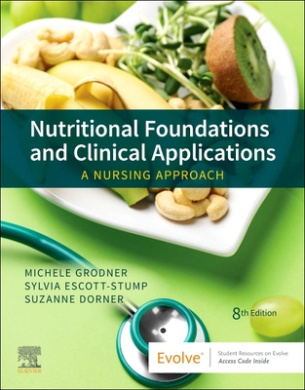 Nutritional Foundations
and Clinical Applications
A NURSING APPROACH
MICHELE GRODNER
SYLVIA ESCOTT-STUMP
SUZANNE DORNER
8th Edition
ELSEVIER
Evolve
Student Resources on Evolve
Access Code Inside